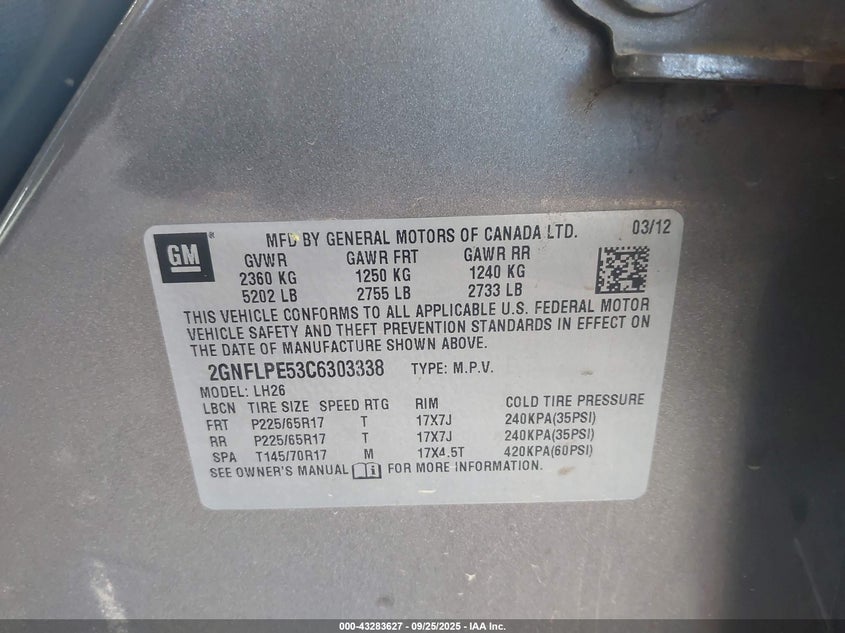 GM®
MFD BY GENERAL MOTORS OF CANADA LTD.
03/12
GVWR GAWR FRT GAWR RR
2360 KG 1250 KG 1240 KG
5202 LB 2755 LB 2733 LB
THIS VEHICLE CONFORMS TO ALL APPLICABLE U.S. FEDERAL MOTOR
VEHICLE SAFETY AND THEFT PREVENTION STANDARDS IN EFFECT ON
THE DATE OF MANUFACTURE SHOWN ABOVE.
2GNFLPE53C6303338 TYPE: M.P.V.
MODEL: LH26
LBCN TIRE SIZE SPEED RTG RIM COLD TIRE PRESSURE
FRT P225/65R17 T 17X7J 240KPA(35PSI)
RR P225/65R17 T 17X7J 240KPA(35PSI)
SPA T145/70R17 M 17X4.5T 420KPA(60PSI)
SEE OWNER'S MANUAL FOR MORE INFORMATION.
000-43283627 - 09/25/2025 - IAA Inc.